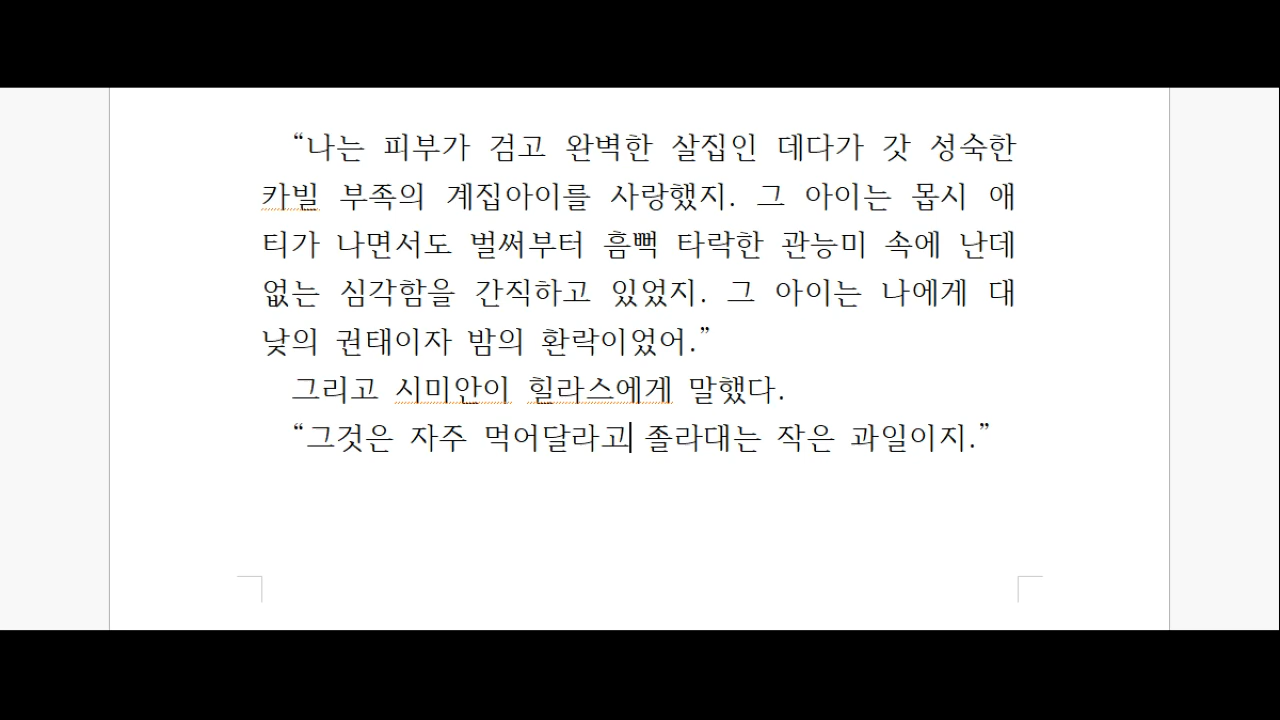 “나는 피부가 검고 완벽한 살집인 데다가 갓 성숙한
카빌 부족의 계집아이를 사랑했지. 그 아이는 몹시 애
티가 나면서도 벌써부터 흠뻑 타락한 관능미 속에 난데
없는 심각함을 간직하고 있었지. 그 아이는 나에게 대
낮의 권태이자 밤의 환락이었어.”
그리고 시미안이 힐라스에게 말했다.
“그것은 자주 먹어달라고 졸라대는 작은 과일이지.”